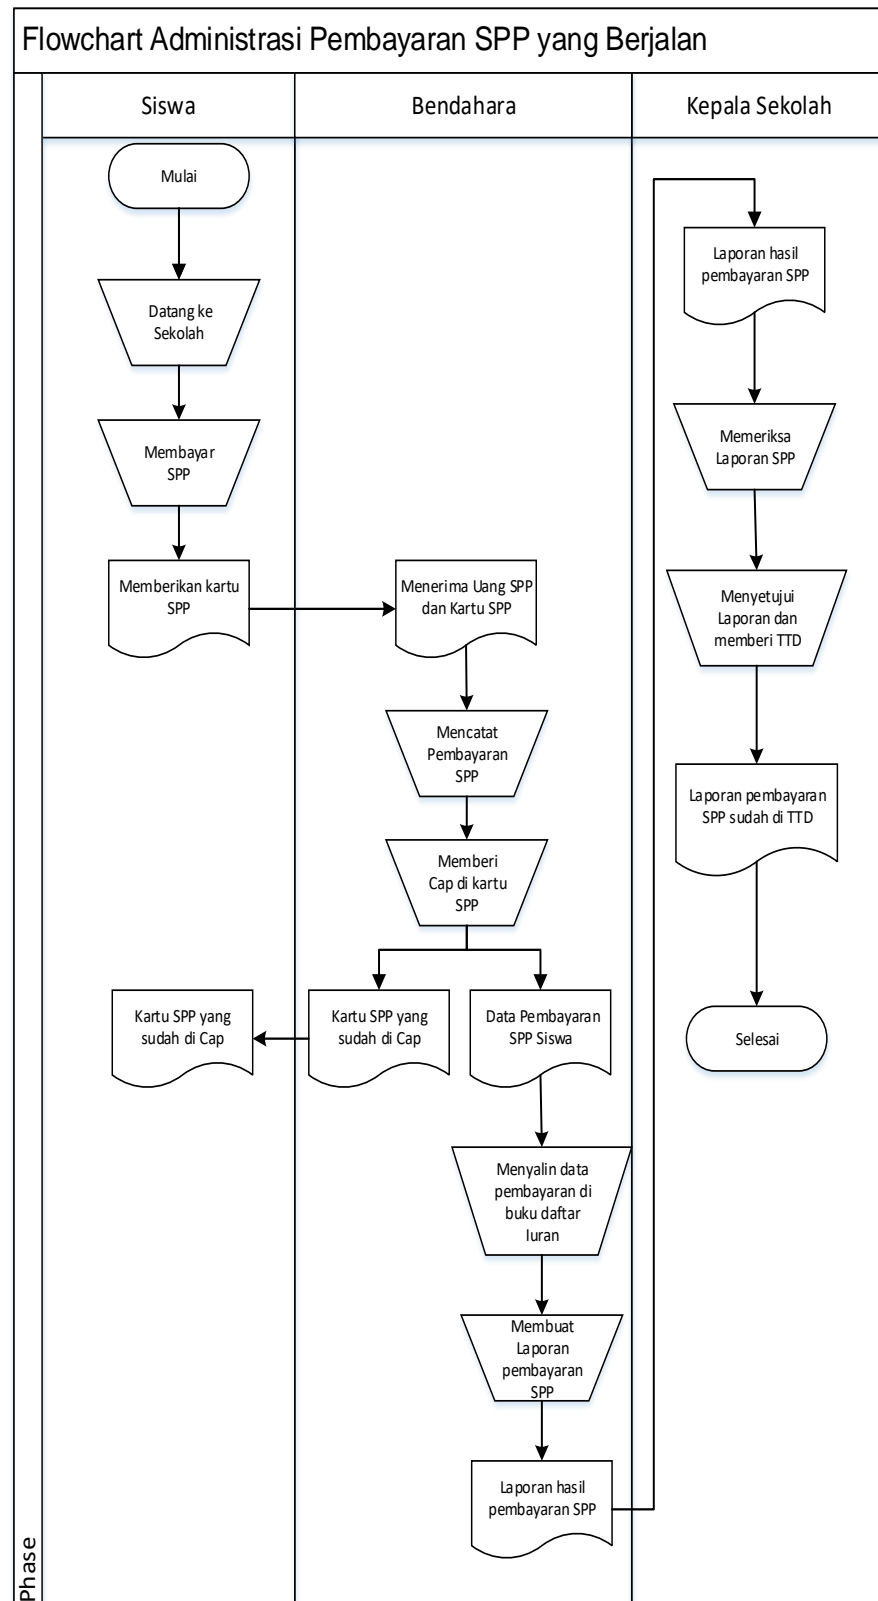 Flowchart Administrasi Pembayaran SPP yang Berjalan
Siswa
Bendahara
Kepala Sekolah
Mulai
Datang ke
Sekolah
Membayar
SPP
Memberikan kartu
SPP
Menerima Uang SPP
dan Kartu SPP
Mencatat
Pembayaran
SPP
Memberi
Cap di kartu
SPP
Kartu SPP yang
sudah di Cap
Kartu SPP yang
sudah di Cap
Data Pembayaran
SPP Siswa
Menyalin data
pembayaran di
buku daftar
Iuran
Membuat
Laporan
pembayaran
SPP
Laporan hasil
pembayaran SPP
Laporan hasil
pembayaran SPP
Memeriksa
Laporan SPP
Menyetujui
Laporan dan
memberi TTD
Laporan pembayaran
SPP sudah di TTD
Selesai
Phase